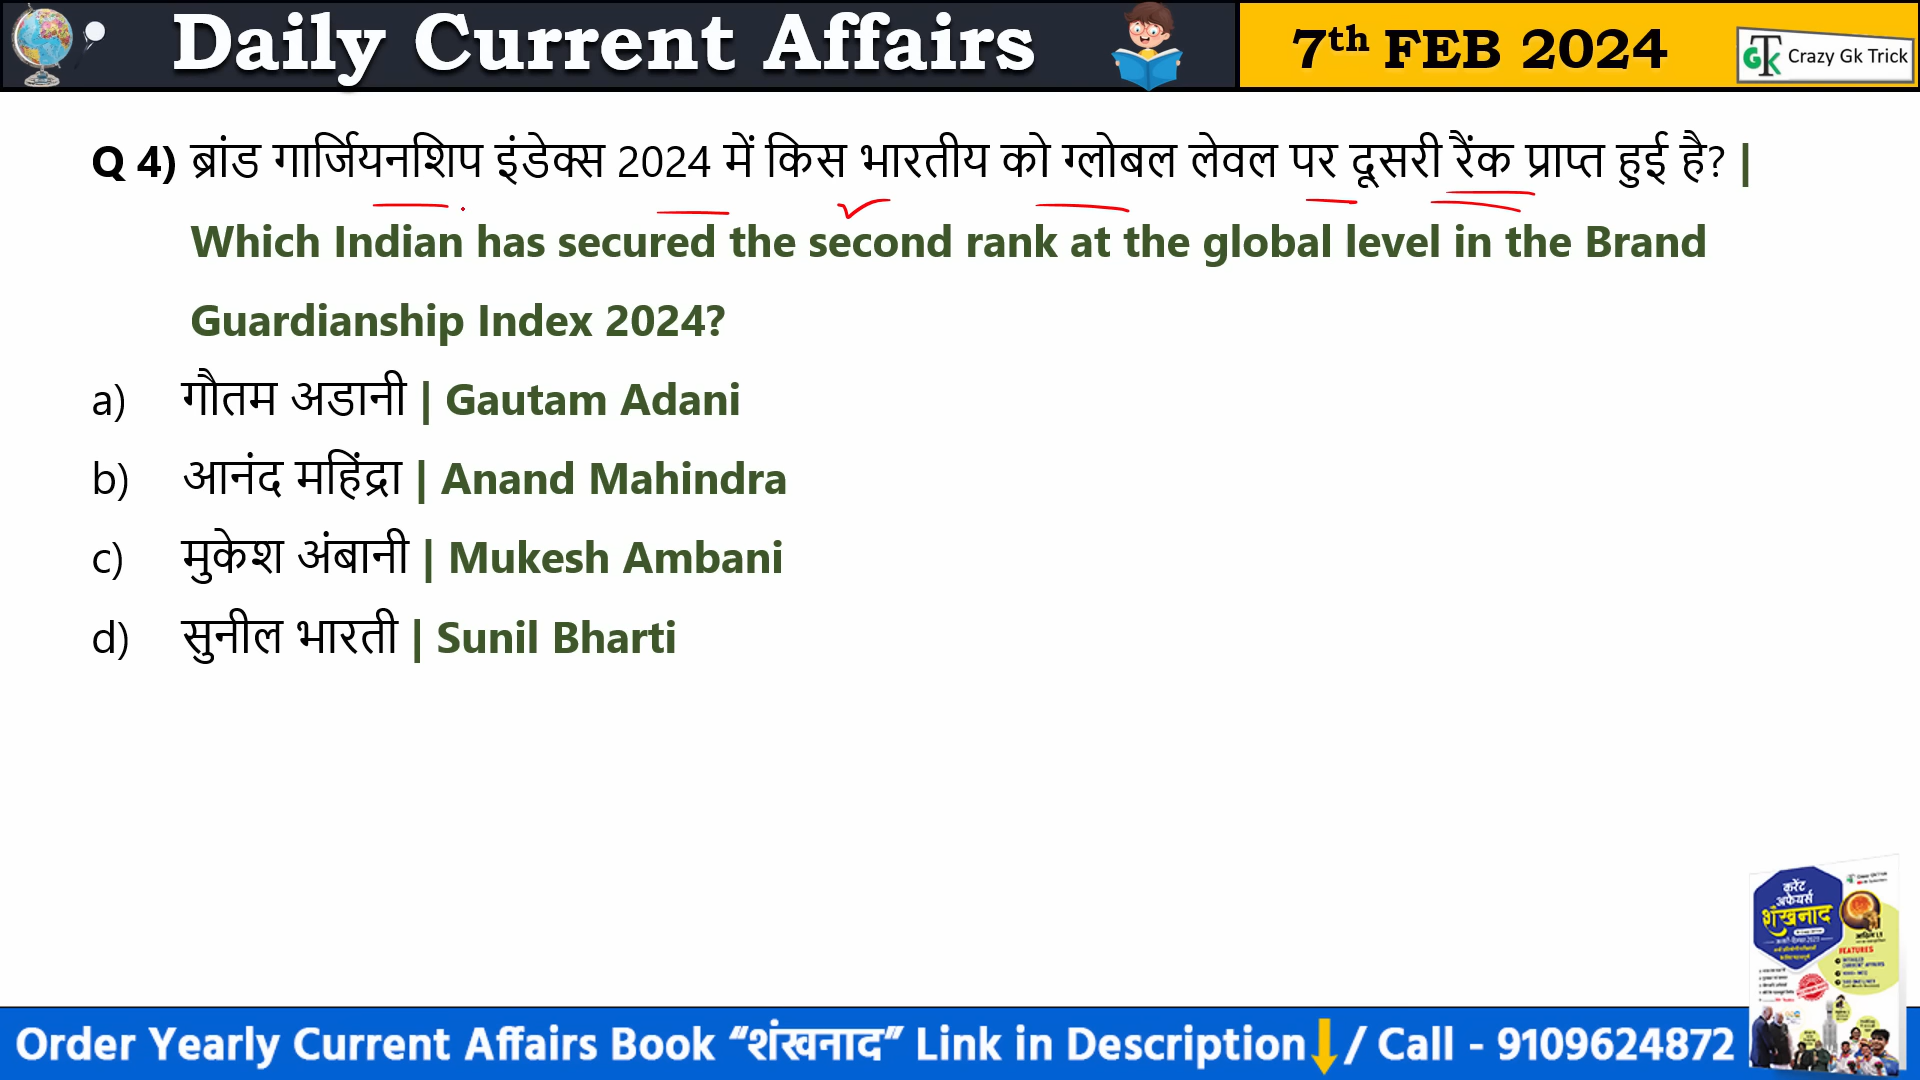 Daily Current Affairs
7th FEB 2024
GTK Crazy Gk Trick
Q 4) ब्रांड गार्जियनशिप इंडेक्स 2024 में किस भारतीय को ग्लोबल लेवल पर दूसरी रैंक प्राप्त हुई है? |
Which Indian has secured the second rank at the global level in the Brand
Guardianship Index 2024?
a) गौतम अडानी | Gautam Adani
b) आनंद महिंद्रा | Anand Mahindra
c) मुकेश अंबानी | Mukesh Ambani
d) सुनील भारती | Sunil Bharti
करेंट
अफेयर्स
शंखनाद
FEATURES
Order Yearly Current Affairs Book “शंखनाद” Link in Description / Call - 9109624872